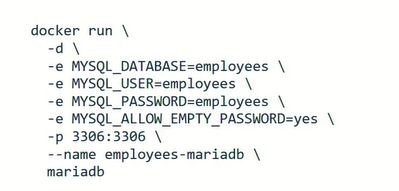 docker run \
-d \
-e MYSQL_DATABASE=employees \
-e MYSQL_USER=employees \
-e MYSQL_PASSWORD=employees \
-e MYSQL_ALLOW_EMPTY_PASSWORD=yes \
-p 3306:3306 \
--name employees-mariadb \
mariadb